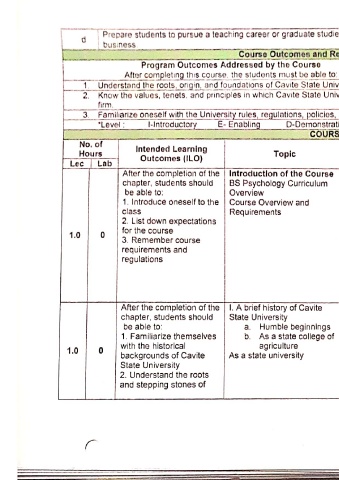 d. Prepare students to pursue a teaching career or graduate studie
business
Course Outcomes and Re
Program Outcomes Addressed by the Course
After completing this course, the students must be able to:
1. Understand the roots, origin, and foundations of Cavite State Univ
2. Know the values, tenets, and principles in which Cavite State Univ
firm.
3. Familiarize oneself with the University rules, regulations, policies,
*Level : I-Introductory E- Enabling D-Demonstrati
COURS
No. of
Hours
Lec Lab
Intended Learning
Outcomes (ILO)
Topic
1.0 0
After the completion of the
chapter, students should
be able to:
1. Introduce oneself to the
class
2. List down expectations
for the course
3. Remember course
requirements and
regulations
Introduction of the Course
BS Psychology Curriculum
Overview
Course Overview and
Requirements
1.0 0
After the completion of the
chapter, students should
be able to:
1. Familiarize themselves
with the historical
backgrounds of Cavite
State University
2. Understand the roots
and stepping stones of
I. A brief history of Cavite
State University
a. Humble beginnings
b. As a state college of
agriculture
As a state university